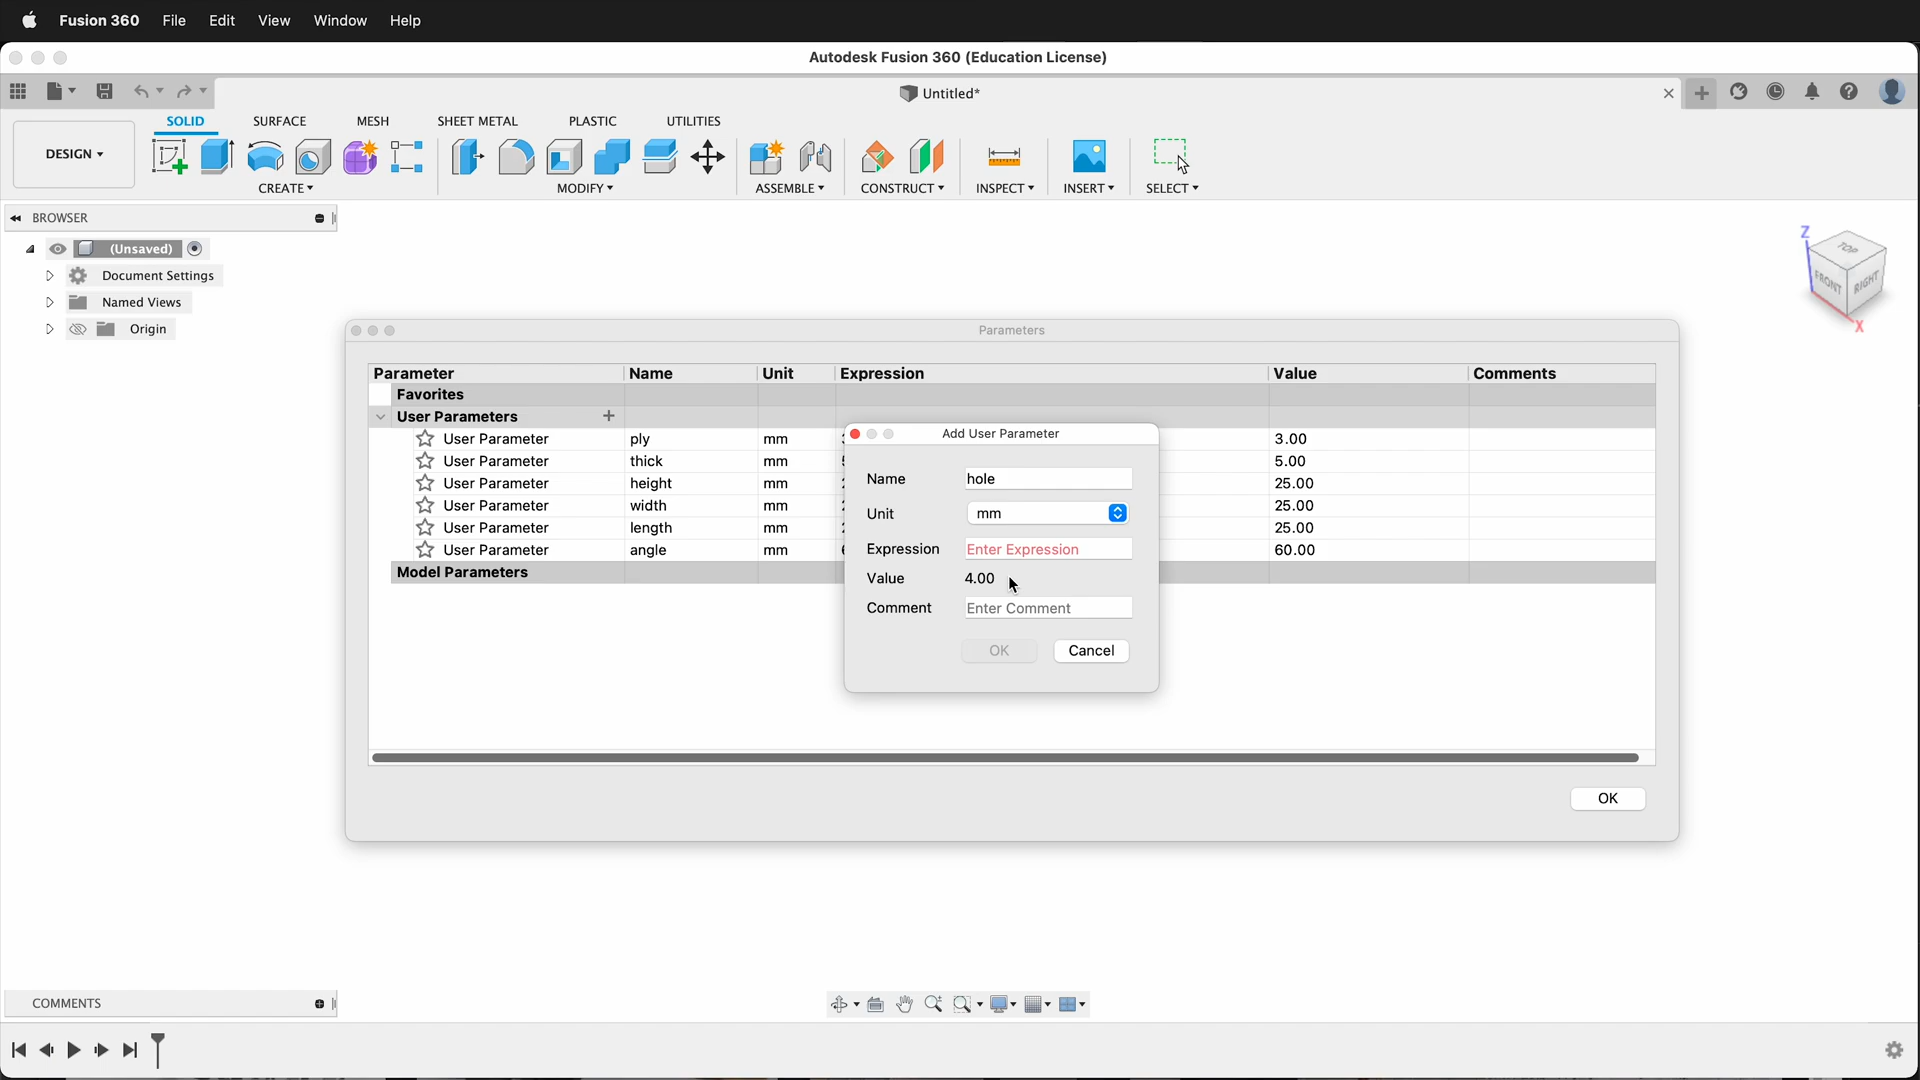 Fusion 360 File Edit View Window Help
Autodesk Fusion 360 (Education License)
Untitled*
SOLID SURFACE MESH SHEET METAL PLASTIC UTILITIES
DESIGN
CREATE MODIFY ASSEMBLE CONSTRUCT INSPECT INSERT SELECT
BROWSER
(Unsaved)
Document Settings
Named Views
Origin
Z
TOP
FRONT RIGHT
X
Parameters
Parameter Name Unit Expression Value Comments
Favorites
User Parameters +
User Parameter ply mm 3.00
User Parameter thick mm 5.00
User Parameter height mm 25.00
User Parameter width mm 25.00
User Parameter length mm 25.00
User Parameter angle mm 60.00
Model Parameters
Add User Parameter
Name hole
Unit mm
Expression Enter Expression
Value 4.00
Comment Enter Comment
OK Cancel
OK
COMMENTS